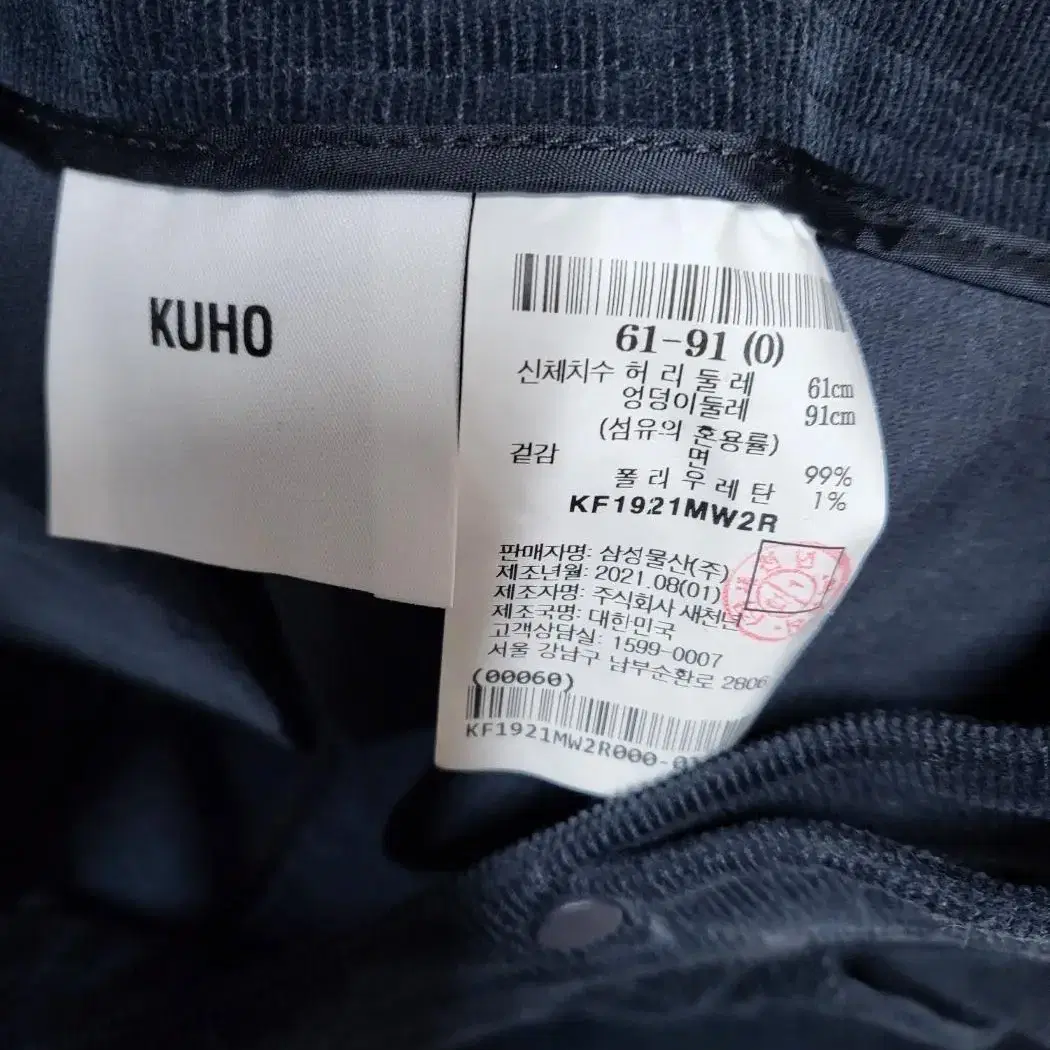 KUHO
61-91 (0)
신체치수 허 리 둘 레 61cm
엉덩이둘레 91cm
(섬유의 혼용률)
겉감 면 99%
폴 리 우 레 탄 1%
KF1921MW2R
판매자명: 삼성물산(주)
제조년월: 2021.08(01)
제조자명: 주식회사 새천년
제조국명: 대한민국
고객상담실: 1599-0007
서울 강남구 남부순환로 2806
(00060)
KF1921MW2R000-